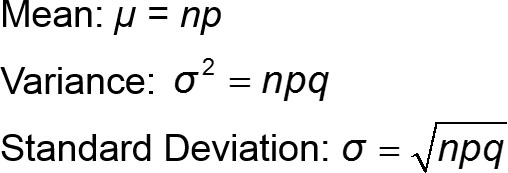 Mean: μ = np
Variance: σ² = npq
Standard Deviation: σ = √npq